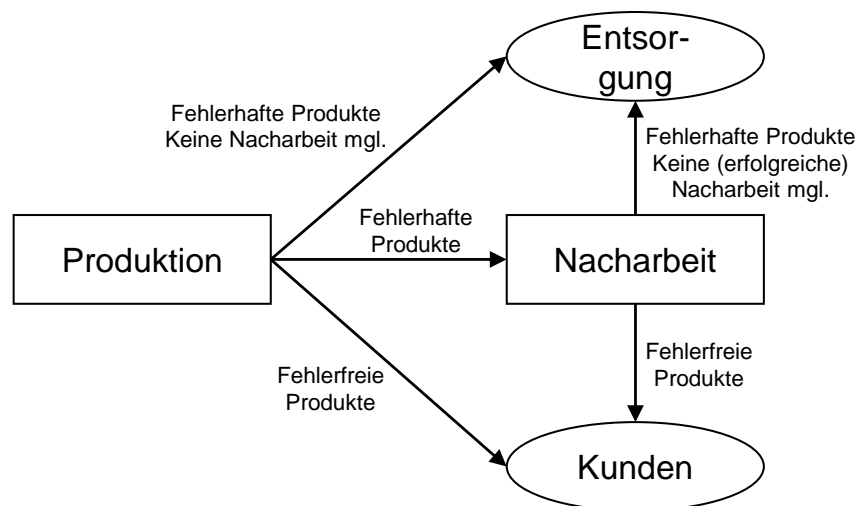 Entsor-
gung
Fehlerhafte Produkte
Keine Nacharbeit mgl.
Fehlerhafte Produkte
Keine (erfolgreiche)
Nacharbeit mgl.
Produktion
Fehlerhafte
Produkte
Nacharbeit
Fehlerfreie
Produkte
Fehlerfreie
Produkte
Kunden